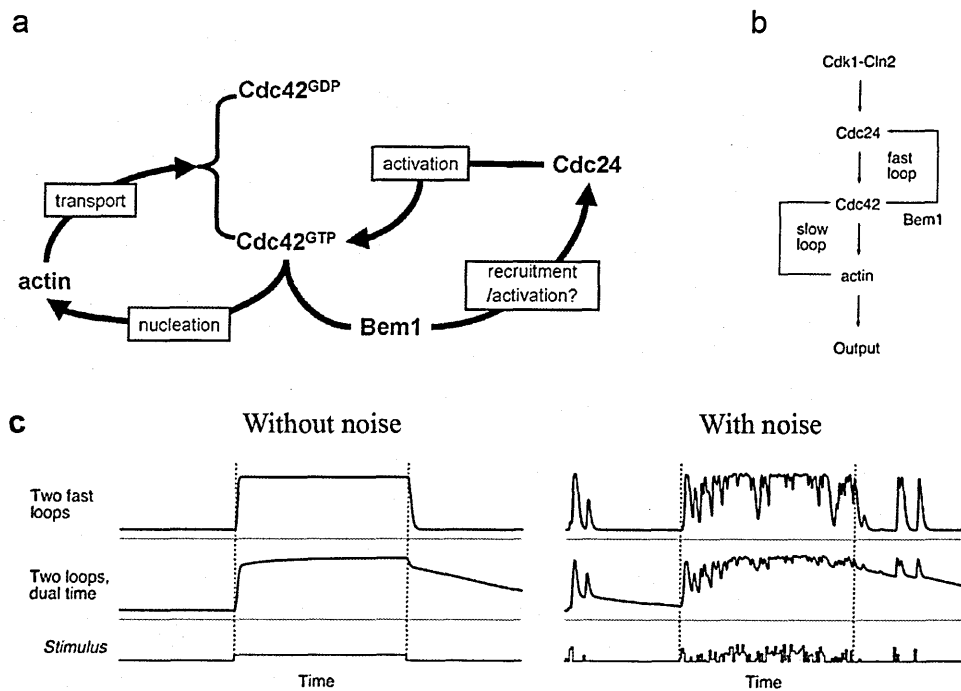 a
Cdc42GDP
activation
Cdc24
transport
Cdc42GTP
actin
recruitment
/activation?
nucleation
Bem1
b
Cdk1-Cln2
Cdc24
fast
loop
Cdc42
Bem1
slow
loop
actin
Output
c
Without noise
With noise
Two fast
loops
Two loops,
dual time
Stimulus
Time
Time